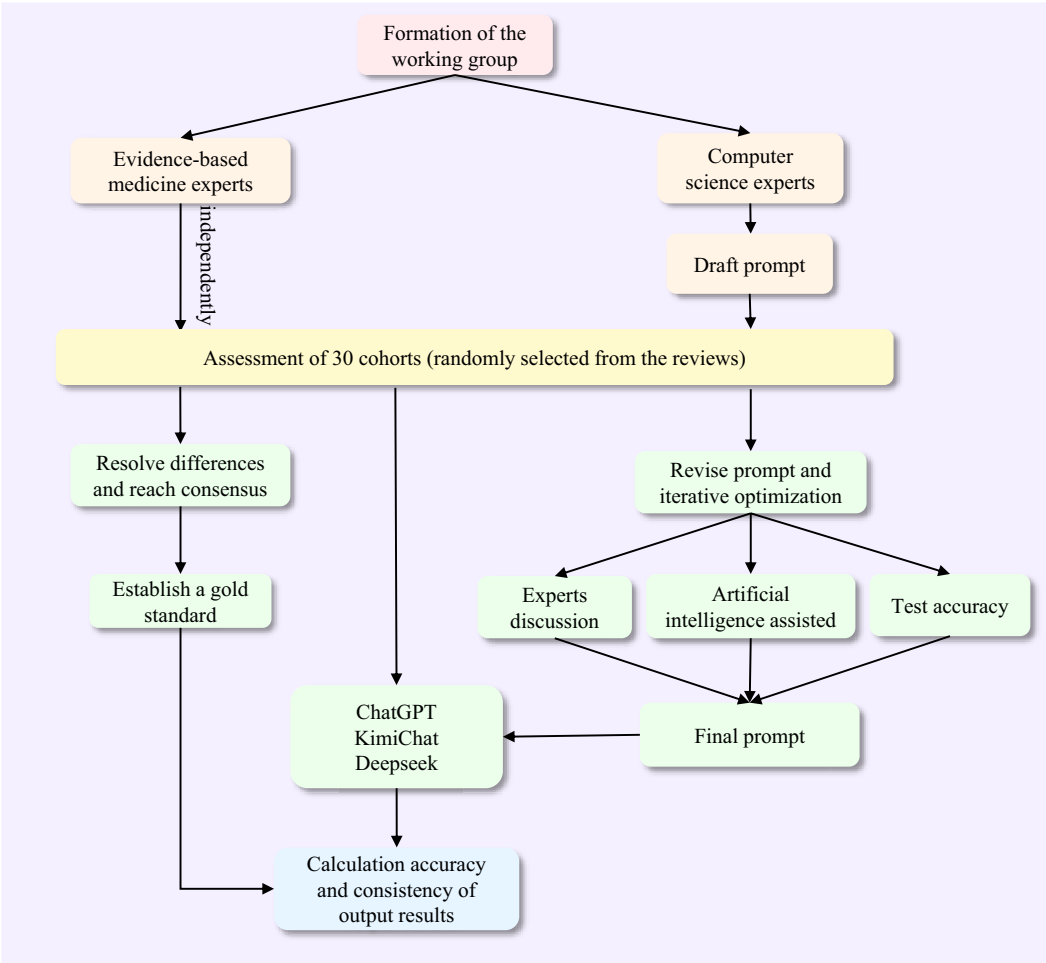 Formation of the
working group
Evidence-based
medicine experts
Computer
science experts
independently
Draft prompt
Assessment of 30 cohorts (randomly selected from the reviews)
Resolve differences
and reach consensus
Revise prompt and
iterative optimization
Establish a gold
standard
Experts
discussion
Artificial
intelligence assisted
Test accuracy
ChatGPT
KimiChat
Deepseek
Final prompt
Calculation accuracy
and consistency of
output results